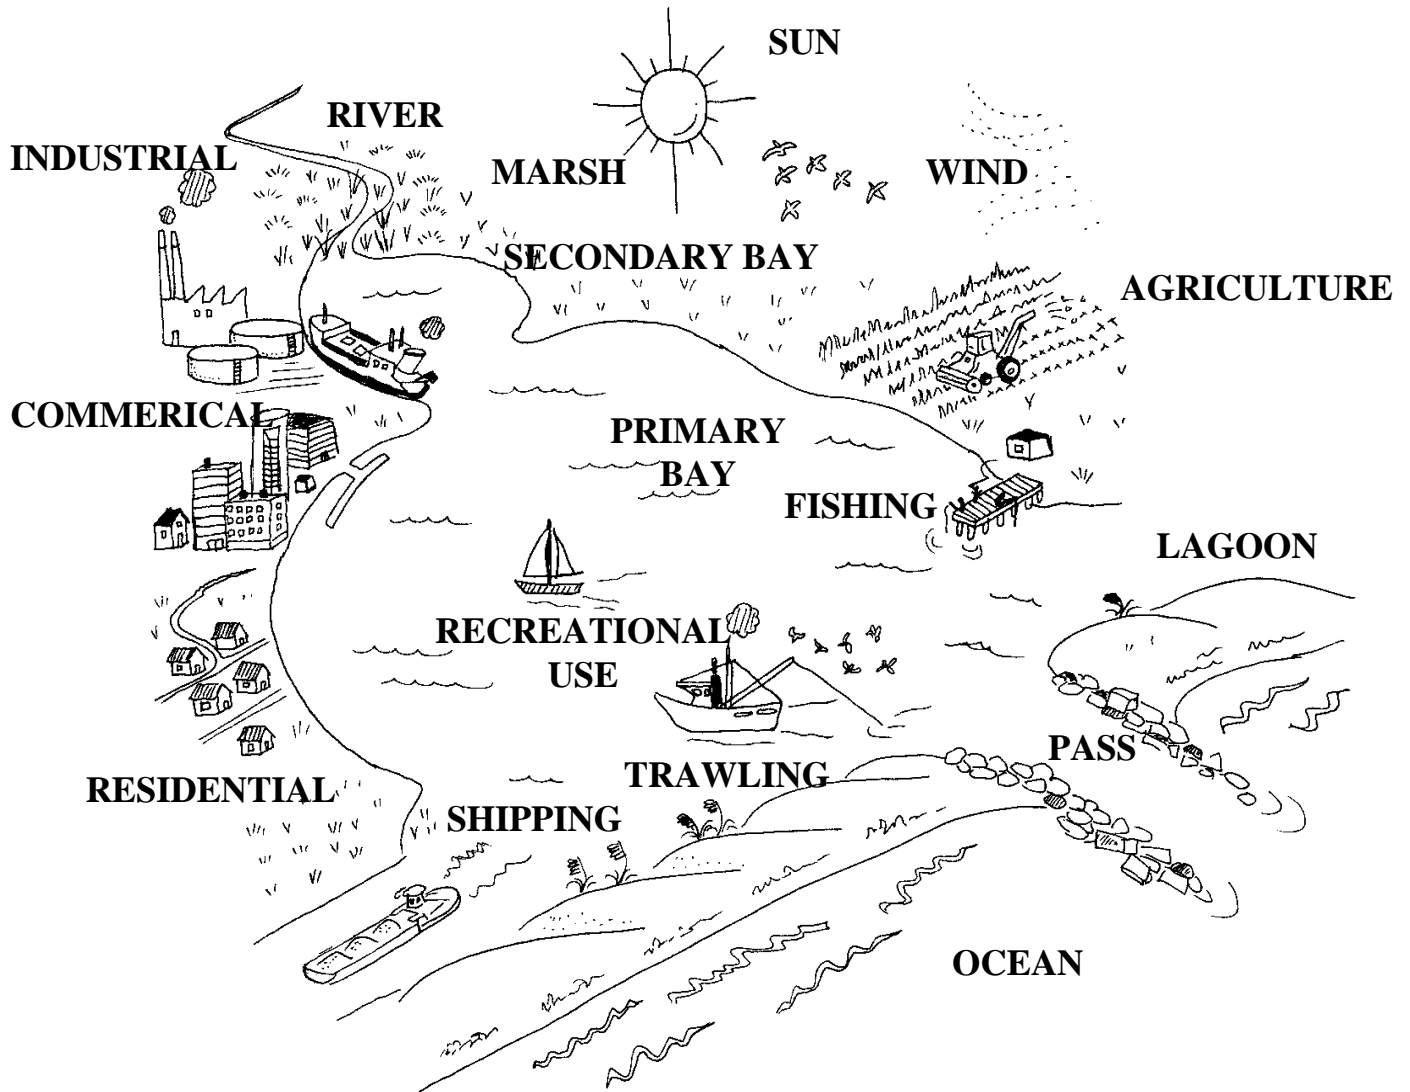 SUN
RIVER
INDUSTRIAL
MARSH
WIND
SECONDARY BAY
AGRICULTURE
COMMERICAL
PRIMARY
BAY
FISHING
LAGOON
RECREATIONAL
USE
PASS
TRAWLING
RESIDENTIAL
SHIPPING
OCEAN